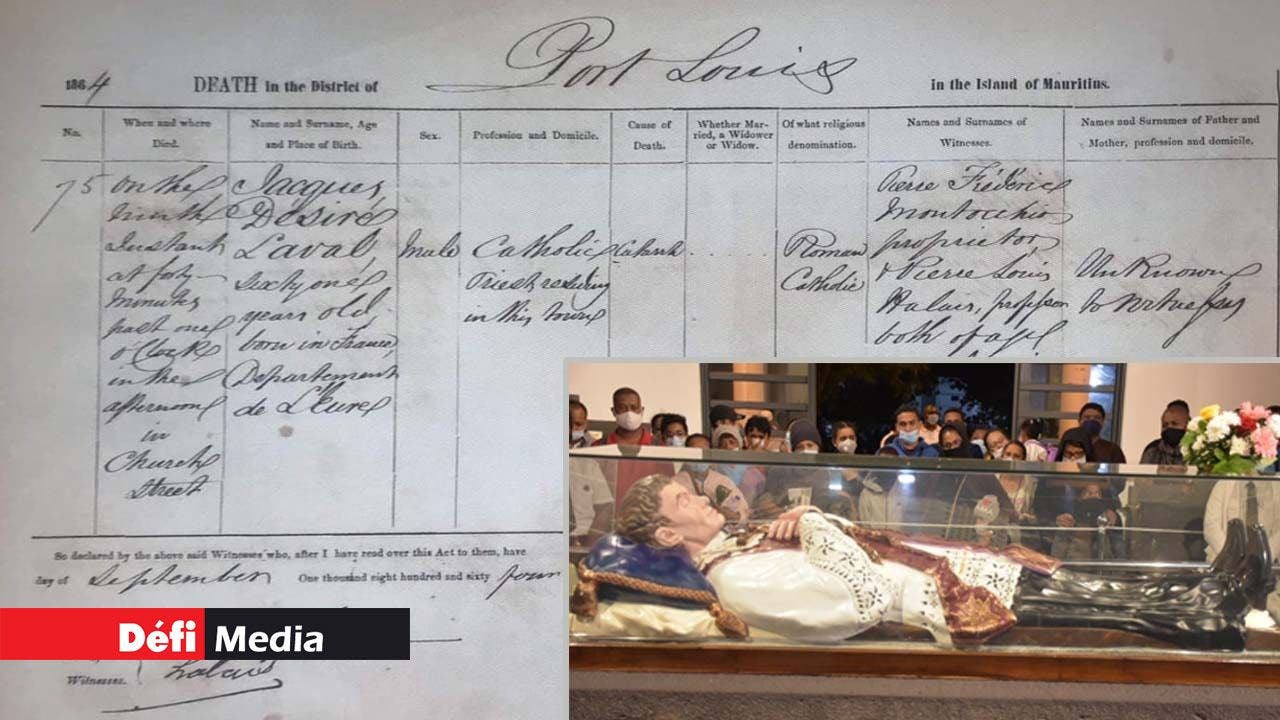 Port Louis
1864 DEATH in the District of in the Island of Mauritius.
No.
When and where
Died.
Name and Surname, Age
and Place of Birth.
Sex.
Profession and Domicile.
Cause of
Death.
Whether Mar-
ried, a Widower
or Widow.
Of what religious
denomination.
Names and Surnames of
Witnesses.
Names and Surnames of Father and
Mother, profession and domicile.
75
On the
ninth
Instant
at forty
minutes
past one
o'Clock
in the
afternoon
in
Church
Street
Jacques
Désiré
Laval,
Sixty one
years old,
born in France,
Departement
de L'Eure
Male
Catholic
Priest residing
in this town
. . . .
Roman
Catholic
Pierre Fréderic
Montocchio
proprietor,
& Pierre Louis
professor
both of age
Unknown
to witnesses
So declared by the above said Witnesses who, after I have read over this Act to them, have
day of September One thousand eight hundred and sixty four
Défi Media
Witnesses.